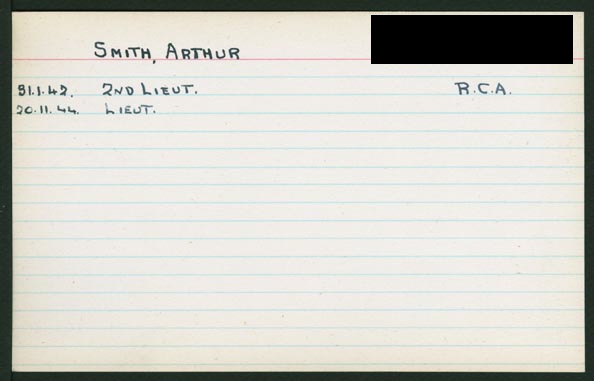 SMITH, ARTHUR
31.1.42. 2ND LIEUT. R.C.A.
20.11.44. LIEUT.